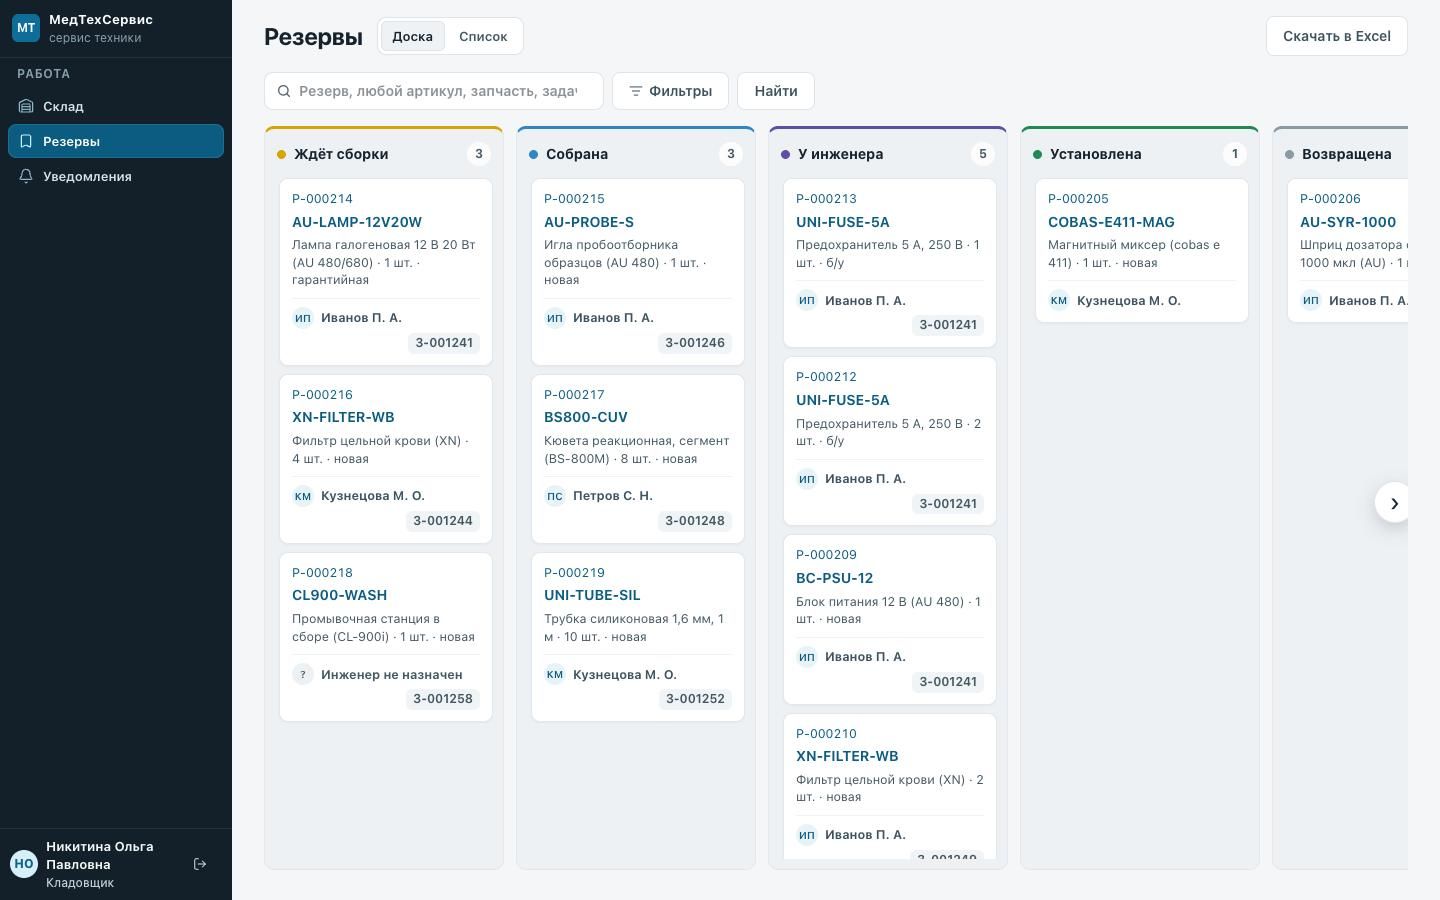 МТ
МедТехСервис
сервис техники
РАБОТА
Склад
Резервы
Уведомления
НО
Никитина Ольга
Павловна
Кладовщик
Резервы
Доска
Список
Скачать в Excel
Резерв, любой артикул, запчасть, зада
Фильтры
Найти
Ждёт сборки
3
Р-000214
AU-LAMP-12V20W
Лампа галогеновая 12 В 20 Вт
(AU 480/680) · 1 шт. ·
гарантийная
ИП
Иванов П. А.
З-001241
Р-000216
XN-FILTER-WB
Фильтр цельной крови (XN) ·
4 шт. · новая
КМ
Кузнецова М. О.
З-001244
Р-000218
CL900-WASH
Промывочная станция в
сборе (CL-900i) · 1 шт. · новая
?
Инженер не назначен
З-001258
Собрана
3
Р-000215
AU-PROBE-S
Игла пробоотборника
образцов (AU 480) · 1 шт. ·
новая
ИП
Иванов П. А.
З-001246
Р-000217
BS800-CUV
Кювета реакционная, сегмент
(BS-800M) · 8 шт. · новая
ПС
Петров С. Н.
З-001248
Р-000219
UNI-TUBE-SIL
Трубка силиконовая 1,6 мм, 1
м · 10 шт. · новая
КМ
Кузнецова М. О.
З-001252
У инженера
5
Р-000213
UNI-FUSE-5A
Предохранитель 5 А, 250 В · 1
шт. · б/у
ИП
Иванов П. А.
З-001241
Р-000212
UNI-FUSE-5A
Предохранитель 5 А, 250 В · 2
шт. · б/у
ИП
Иванов П. А.
З-001241
Р-000209
BC-PSU-12
Блок питания 12 В (AU 480) · 1
шт. · новая
ИП
Иванов П. А.
З-001241
Р-000210
XN-FILTER-WB
Фильтр цельной крови (XN) · 2
шт. · новая
ИП
Иванов П. А.
Установлена
1
Р-000205
COBAS-E411-MAG
Магнитный миксер (cobas e
411) · 1 шт. · новая
КМ
Кузнецова М. О.
Возвращена
Р-000206
AU-SYR-1000
Шприц дозатора
1000 мкл (AU) · 1
ИП
Иванов П. А.